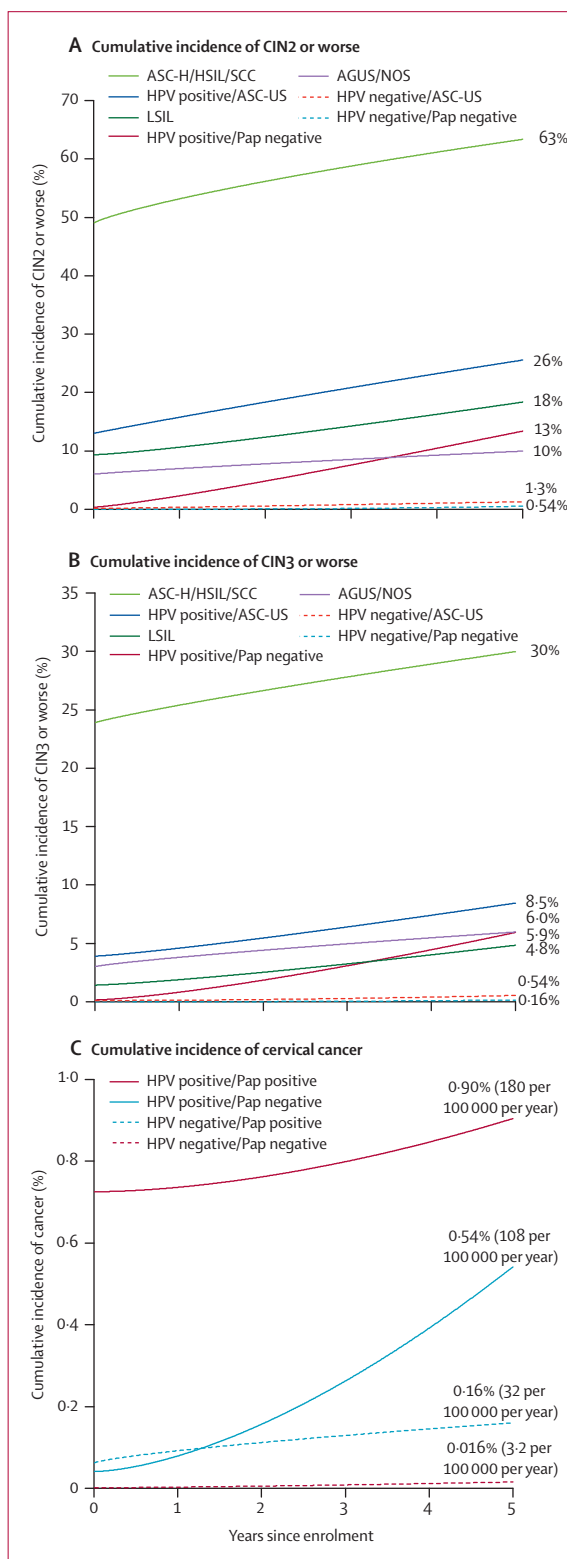 A Cumulative incidence of CIN2 or worse
ASC-H/HSIL/SCC
HPV positive/ASC-US
LSIL
HPV positive/Pap negative
AGUS/NOS
HPV negative/ASC-US
HPV negative/Pap negative
Cumulative incidence of CIN2 or worse (%)
70
60
50
40
30
20
10
0
63%
26%
18%
13%
10%
1·3%
0·54%
B Cumulative incidence of CIN3 or worse
ASC-H/HSIL/SCC
HPV positive/ASC-US
LSIL
HPV positive/Pap negative
AGUS/NOS
HPV negative/ASC-US
HPV negative/Pap negative
Cumulative incidence of CIN3 or worse (%)
35
30
25
20
15
10
5
0
30%
8·5%
6·0%
5·9%
4·8%
0·54%
0·16%
C Cumulative incidence of cervical cancer
HPV positive/Pap positive
HPV positive/Pap negative
HPV negative/Pap positive
HPV negative/Pap negative
Cumulative incidence of cancer (%)
1·0
0·8
0·6
0·4
0·2
0
0·90% (180 per
100 000 per year)
0·54% (108 per
100 000 per year)
0·16% (32 per
100 000 per year)
0·016% (3·2 per
100 000 per year)
0 1 2 3 4 5
Years since enrolment